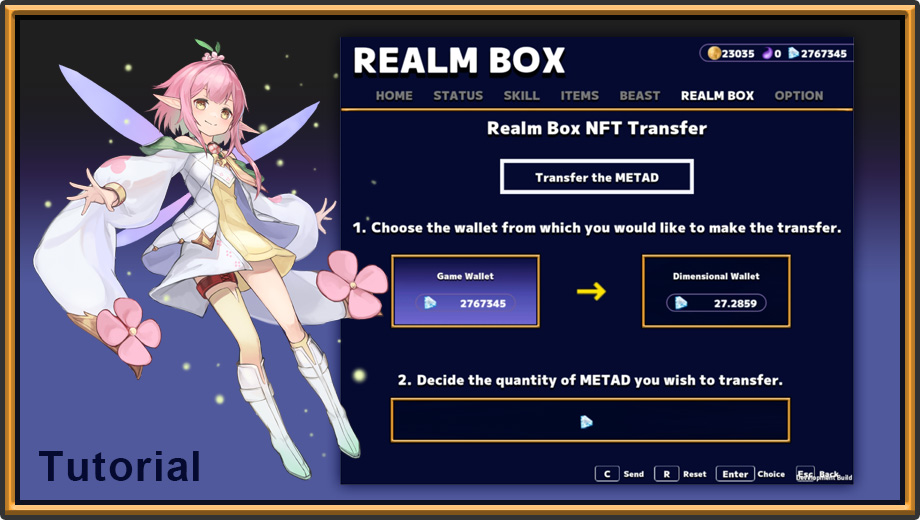 REALM BOX
23035 0 2767345
HOME STATUS SKILL ITEMS BEAST REALM BOX OPTION
Realm Box NFT Transfer
Transfer the METAD
1. Choose the wallet from which you would like to make the transfer.
Game Wallet
2767345
Dimensional Wallet
27.2859
2. Decide the quantity of METAD you wish to transfer.
C Send R Reset Enter Choice Esc Back
Development Build
Tutorial